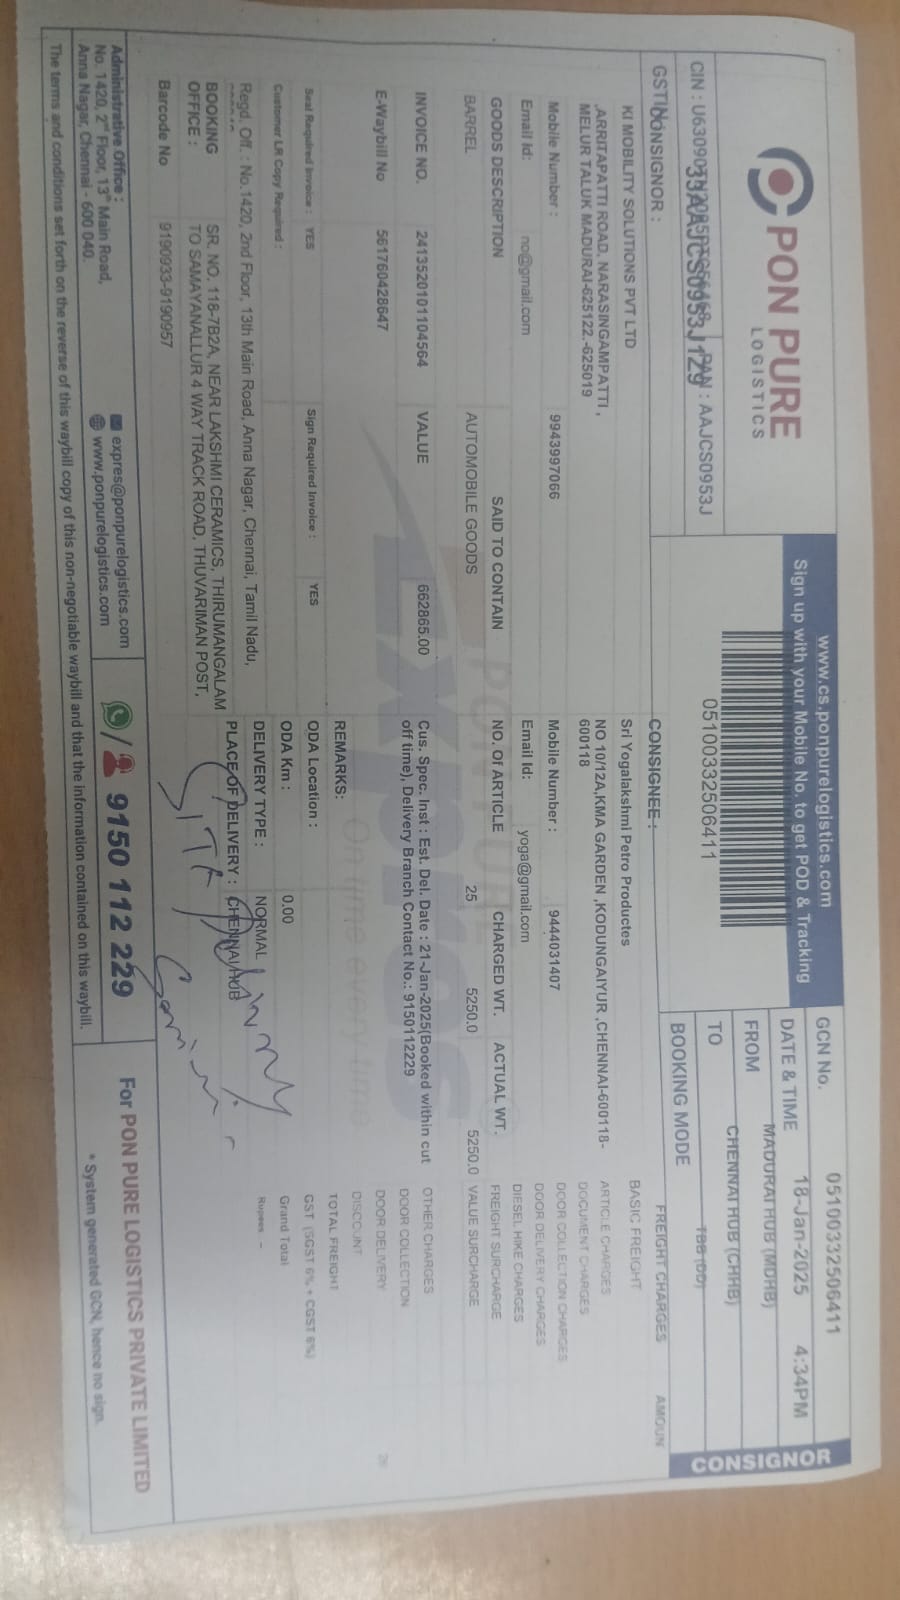 PON PURE
LOGISTICS
www.cs.ponpurelogistics.com
Sign up with your Mobile No. to get POD & Tracking
05100332506411
CONSIGNOR
GCN No. 05100332506411
DATE & TIME 18-Jan-2025 4:34PM
FROM MADURAI HUB (MDHB)
TO CHENNAI HUB (CHHB)
BOOKING MODE TBB (DD)
PAN : AAJCS0953J
GSTIN 33AAJCS0953J1Z9
CONSIGNOR :
KI MOBILITY SOLUTIONS PVT LTD
,ARRITAPATTI ROAD, NARASINGAMPATTI ,
MELUR TALUK MADURAI-625122.-625019
Mobile Number : 9943997066
Email Id: nc@gmail.com
CONSIGNEE :
Sri Yogalakshmi Petro Productes
NO 10/12A,KMA GARDEN ,KODUNGAIYUR ,CHENNAI-600118-
600118
Mobile Number : 9444031407
Email Id: yoga@gmail.com
GOODS DESCRIPTION SAID TO CONTAIN NO. Of ARTICLE CHARGED WT. ACTUAL WT.
BARREL AUTOMOBILE GOODS 25 5250.0 5250.0
INVOICE NO. 2413520101104564 VALUE 662865.00
E-Waybill No 561760428647
Cus. Spec. Inst : Est. Del. Date : 21-Jan-2025(Booked within cut
off time), Delivery Branch Contact No.: 9150112229
Seal Required Invoice : YES Sign Required Invoice : YES
Customer LR Copy Required :
Regd. Off. : No.1420, 2nd Floor, 13th Main Road, Anna Nagar, Chennai, Tamil Nadu,
BOOKING OFFICE : SR. NO. 118-7B2A, NEAR LAKSHMI CERAMICS, THIRUMANGALAM
TO SAMAYANALLUR 4 WAY TRACK ROAD, THUVARIMAN POST,
Barcode No 9190933-9190957
REMARKS:
ODA Location :
ODA Km : 0.00
DELIVERY TYPE : NORMAL
PLACE OF DELIVERY : CHENNAI HUB
FREIGHT CHARGES AMOUN
BASIC FREIGHT
ARTICLE CHARGES
DOCUMENT CHARGES
DOOR COLLECTION CHARGES
DOOR DELIVERY CHARGES
DIESEL HIKE CHARGES
FREIGHT SURCHARGE
VALUE SURCHARGE
OTHER CHARGES
DOOR COLLECTION
DOOR DELIVERY
DISCOUNT
TOTAL FREIGHT
GST (SGST 6% + CGST 6%)
Grand Total
Rupees -
Administrative Office :
No. 1420, 2nd Floor, 13th Main Road,
Anna Nagar, Chennai - 600 040.
expres@ponpurelogistics.com
www.ponpurelogistics.com
9150 112 229
For PON PURE LOGISTICS PRIVATE LIMITED
* System generated GCN, hence no sign.
The terms and conditions set forth on the reverse of this waybill copy of this non-negotiable waybill and that the information contained on this waybill.